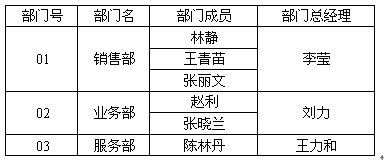 部门号 部门名 部门成员 部门总经理
01 销售部 林静 李莹
王青苗
张丽文
02 业务部 赵利 刘力
张晓兰
03 服务部 陈林丹 王力和